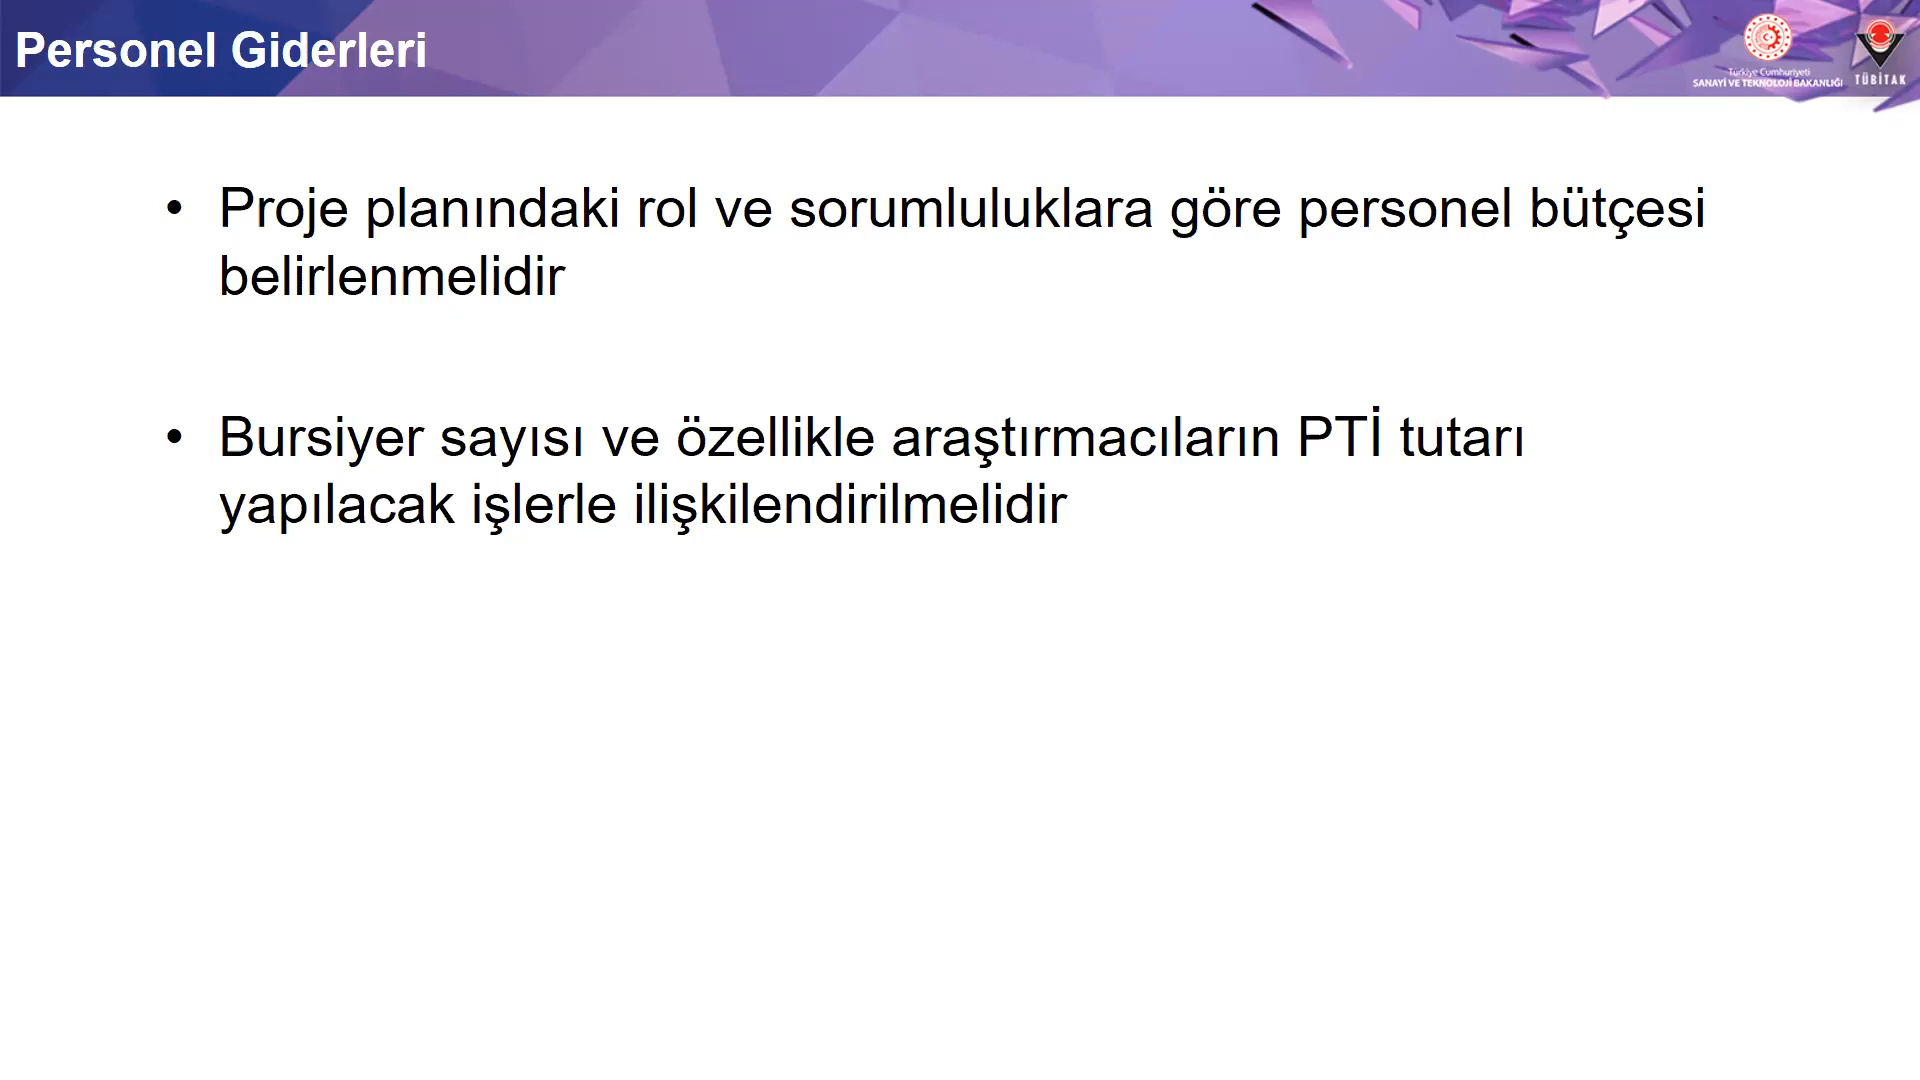 Personel Giderleri
Türkiye Cumhuriyeti
SANAYİ VE TEKNOLOJİ BAKANLIĞI
TÜBİTAK
• Proje planındaki rol ve sorumluluklara göre personel bütçesi
belirlenmelidir
• Bursiyer sayısı ve özellikle araştırmacıların PTİ tutarı
yapılacak işlerle ilişkilendirilmelidir